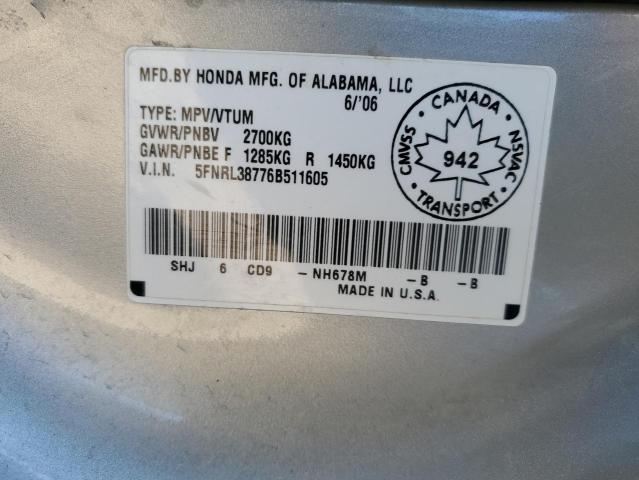 MFD.BY HONDA MFG. OF ALABAMA, LLC
6/'06
TYPE: MPV/VTUM
GVWR/PNBV 2700KG
GAWR/PNBE F 1285KG R 1450KG
V.I.N. 5FNRL38776B511605
CANADA
CMVSS
942
NSVAC
TRANSPORT
SHJ 6 CD9 -NH678M -B -B
MADE IN U.S.A.